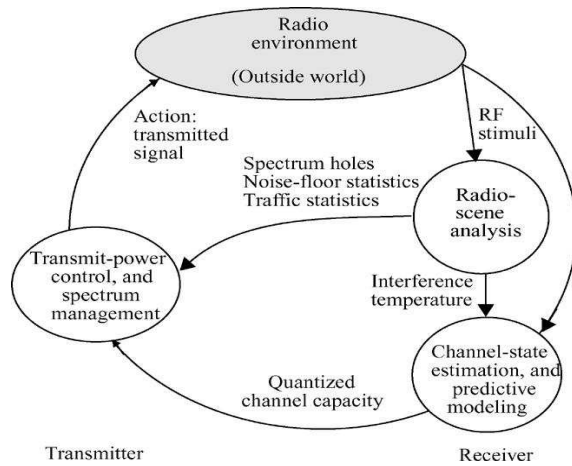 Radio
environment
(Outside world)
Action:
transmitted
signal
RF
stimuli
Spectrum holes
Noise-floor statistics
Traffic statistics
Radio-
scene
analysis
Transmit-power
control, and
spectrum
management
Interference
temperature
Channel-state
estimation, and
predictive
modeling
Quantized
channel capacity
Transmitter
Receiver